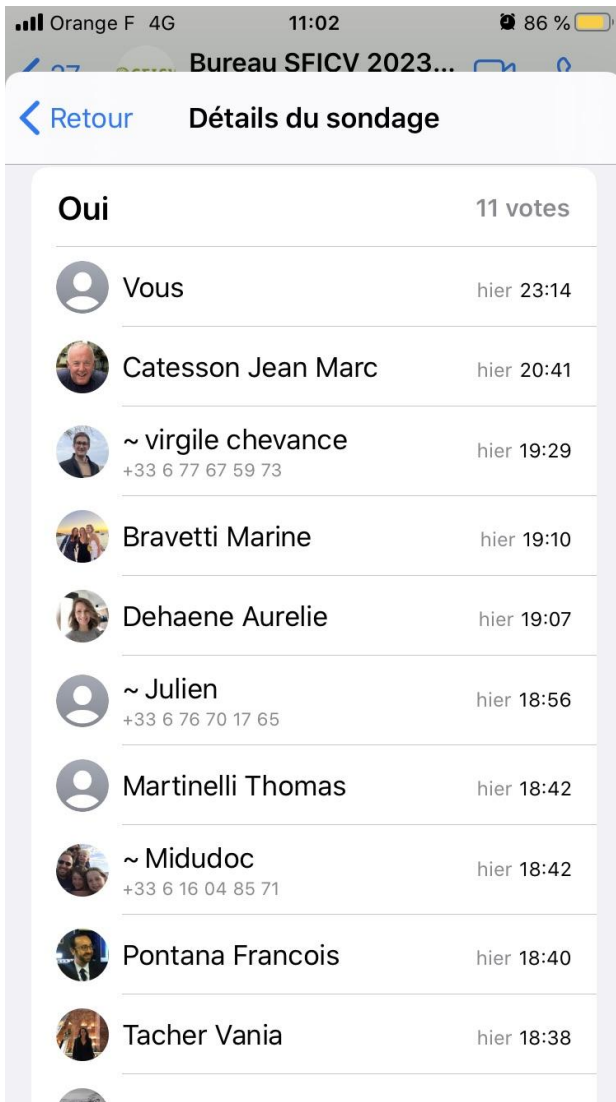 Orange F 4G 11:02 86 %
Bureau SFICV 2023...
Retour Détails du sondage
Oui 11 votes
Vous hier 23:14
Catesson Jean Marc hier 20:41
~ virgile chevance hier 19:29
+33 6 77 67 59 73
Bravetti Marine hier 19:10
Dehaene Aurelie hier 19:07
~ Julien hier 18:56
+33 6 76 70 17 65
Martinelli Thomas hier 18:42
~ Midudoc hier 18:42
+33 6 16 04 85 71
Pontana Francois hier 18:40
Tacher Vania hier 18:38